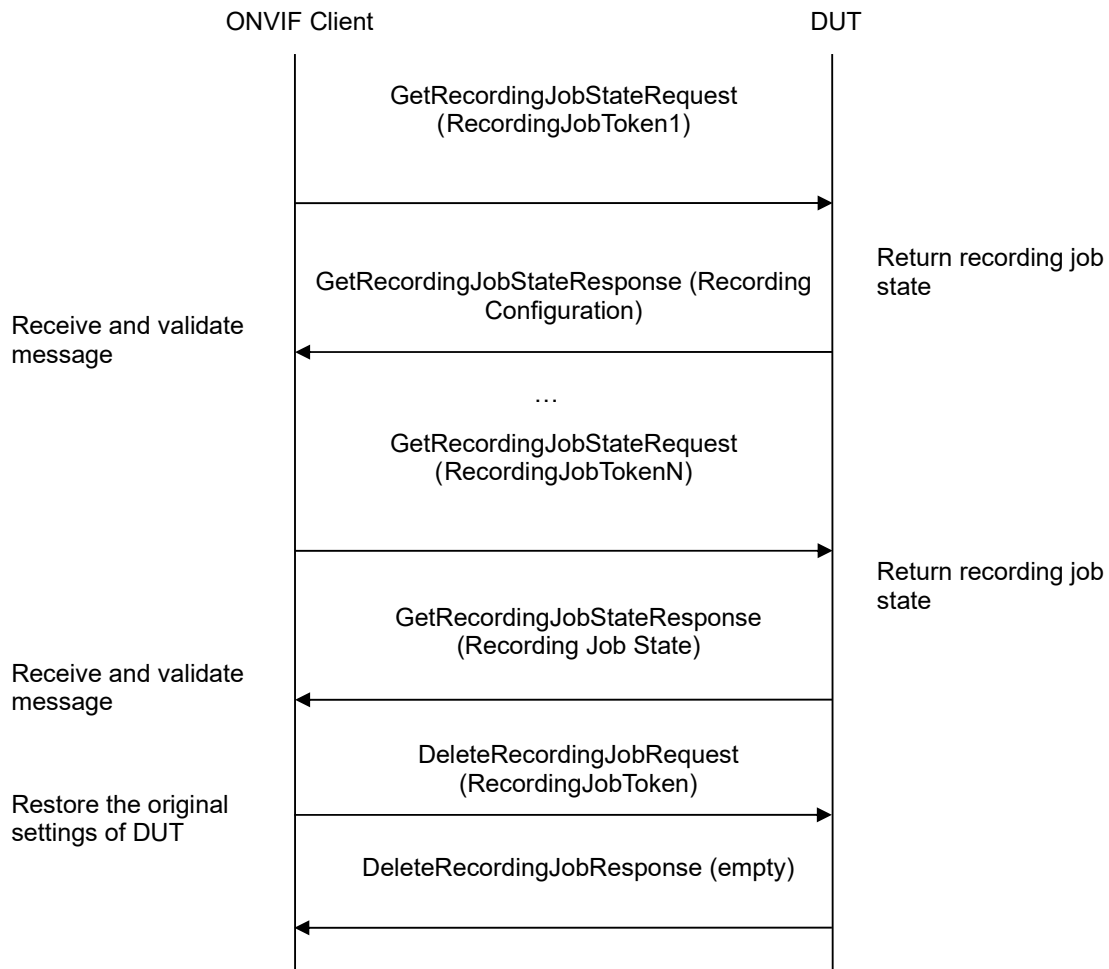 ONVIF Client
DUT
GetRecordingJobStateRequest
(RecordingJobToken1)
Return recording job
state
GetRecordingJobStateResponse (Recording
Configuration)
Receive and validate
message
…
GetRecordingJobStateRequest
(RecordingJobTokenN)
Return recording job
state
GetRecordingJobStateResponse
(Recording Job State)
Receive and validate
message
DeleteRecordingJobRequest
(RecordingJobToken)
Restore the original
settings of DUT
DeleteRecordingJobResponse (empty)